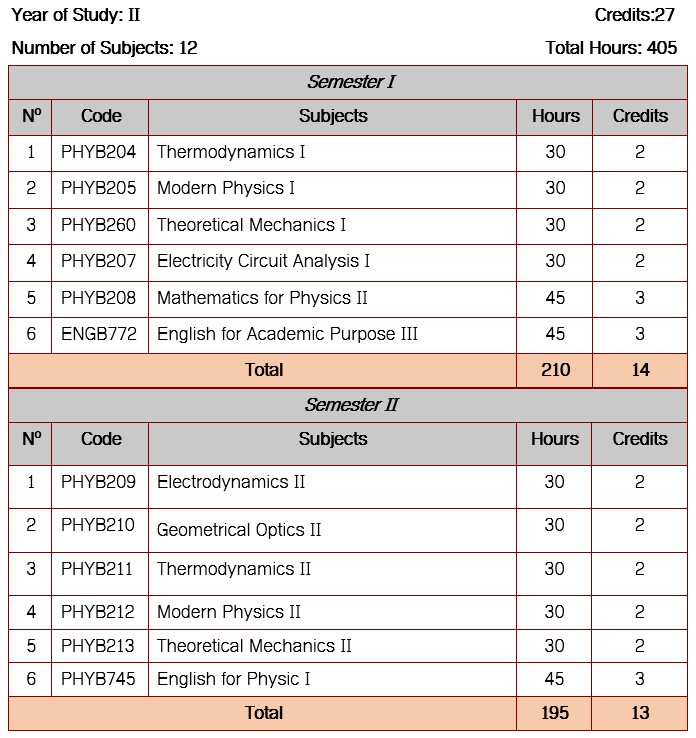 Year of Study: II Credits:27
Number of Subjects: 12 Total Hours: 405
Semester I
Nº Code Subjects Hours Credits
1 PHYB204 Thermodynamics I 30 2
2 PHYB205 Modern Physics I 30 2
3 PHYB260 Theoretical Mechanics I 30 2
4 PHYB207 Electricity Circuit Analysis I 30 2
5 PHYB208 Mathematics for Physics II 45 3
6 ENGB772 English for Academic Purpose III 45 3
Total 210 14
Semester II
Nº Code Subjects Hours Credits
1 PHYB209 Electrodynamics II 30 2
2 PHYB210 Geometrical Optics II 30 2
3 PHYB211 Thermodynamics II 30 2
4 PHYB212 Modern Physics II 30 2
5 PHYB213 Theoretical Mechanics II 30 2
6 PHYB745 English for Physic I 45 3
Total 195 13